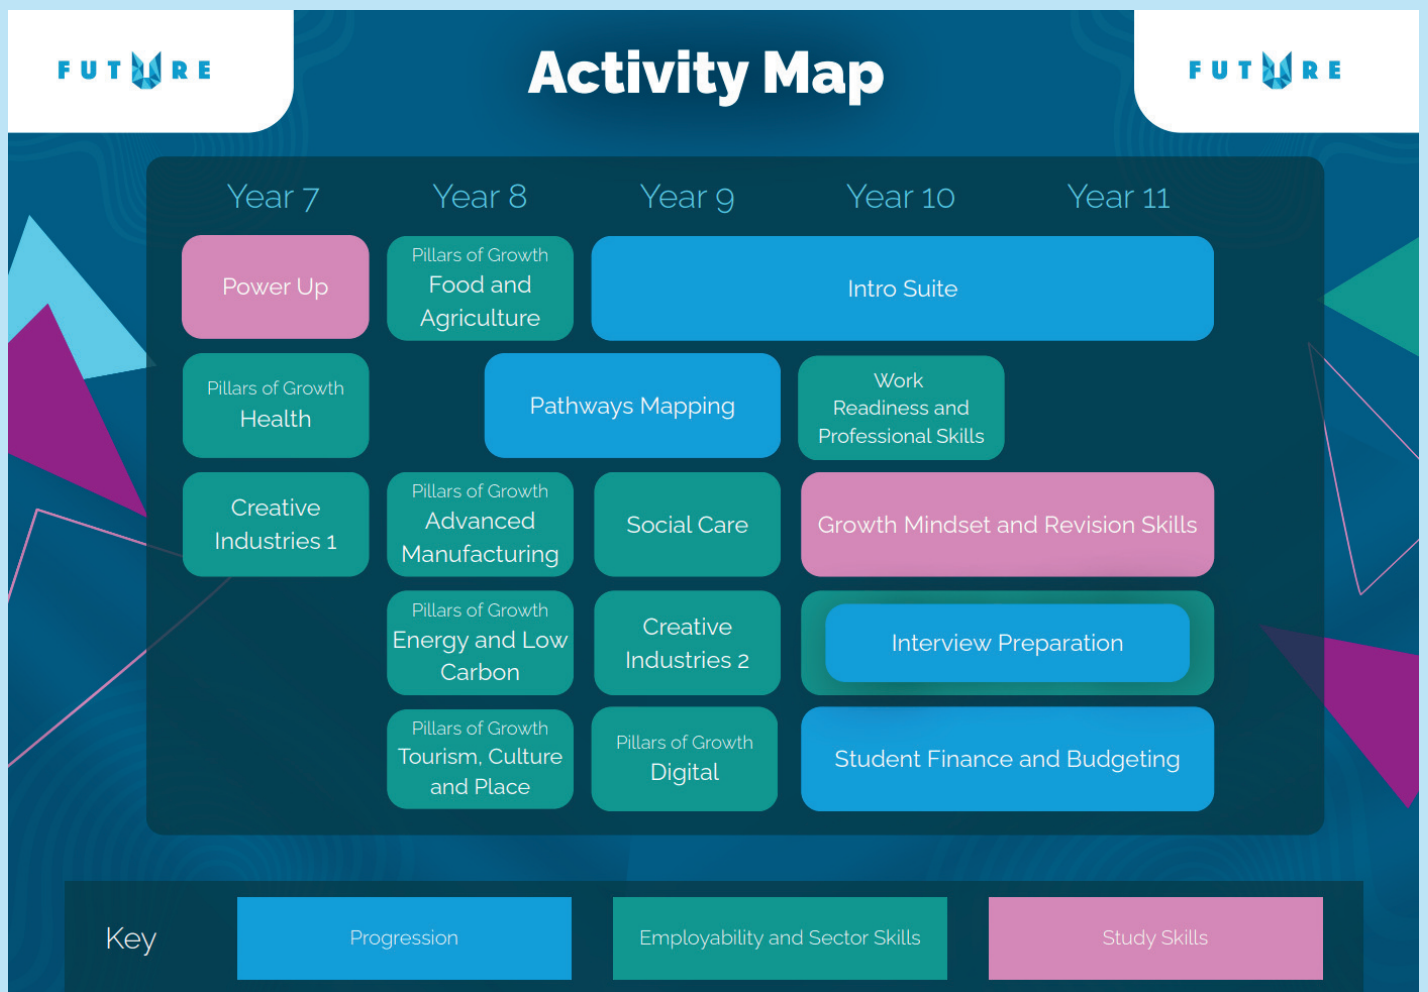 FUTURE
Activity Map
FUTURE
Year 7
Year 8
Year 9
Year 10
Year 11
Power Up
Pillars of Growth
Food and
Agriculture
Intro Suite
Pillars of Growth
Health
Pathways Mapping
Work
Readiness and
Professional Skills
Creative
Industries 1
Pillars of Growth
Advanced
Manufacturing
Social Care
Growth Mindset and Revision Skills
Pillars of Growth
Energy and Low
Carbon
Creative
Industries 2
Interview Preparation
Pillars of Growth
Tourism, Culture
and Place
Pillars of Growth
Digital
Student Finance and Budgeting
Key
Progression
Employability and Sector Skills
Study Skills